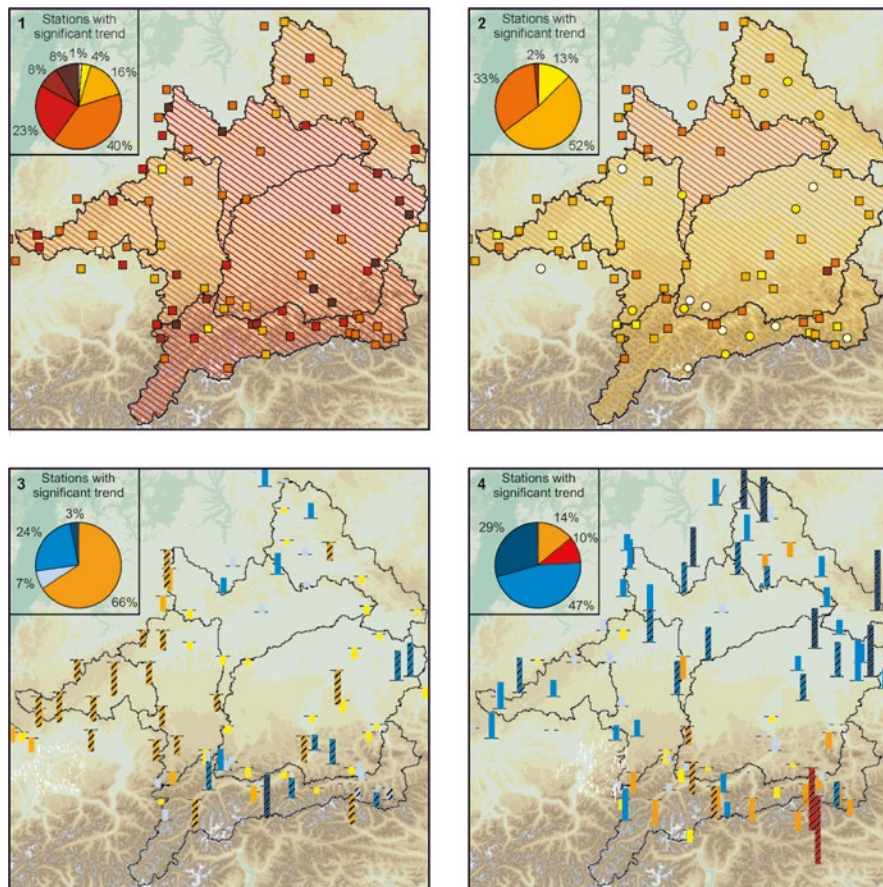 1
Stations with
significant trend
8%
8%
1%
4%
16%
23%
40%
2
Stations with
significant trend
2%
33%
13%
52%
3
Stations with
significant trend
3%
24%
7%
66%
4
Stations with
significant trend
29%
14%
10%
47%